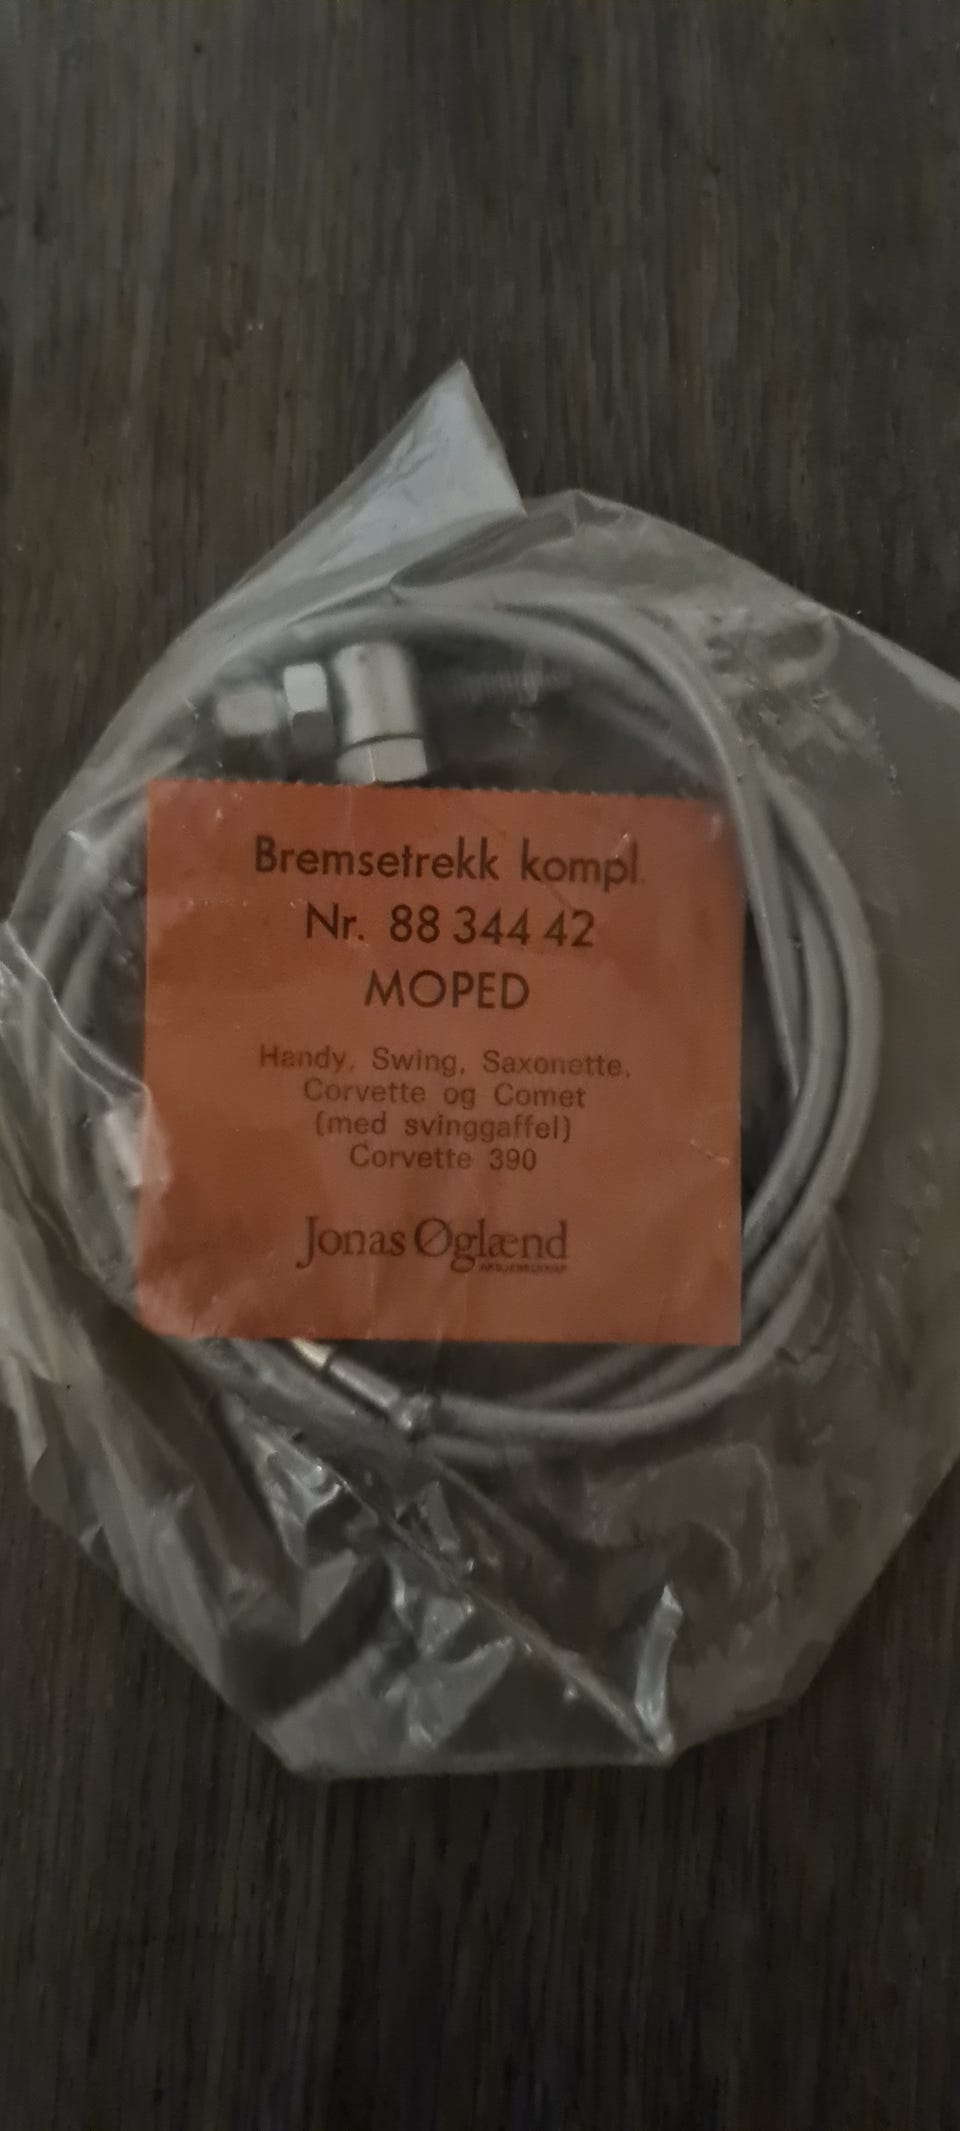 Bremsetrekk kompl.
Nr. 88 344 42
MOPED
Handy, Swing, Saxonette,
Corvette og Comet
(med svinggaffel)
Corvette 390
Jonas Øglænd
AKSJESELSKAP